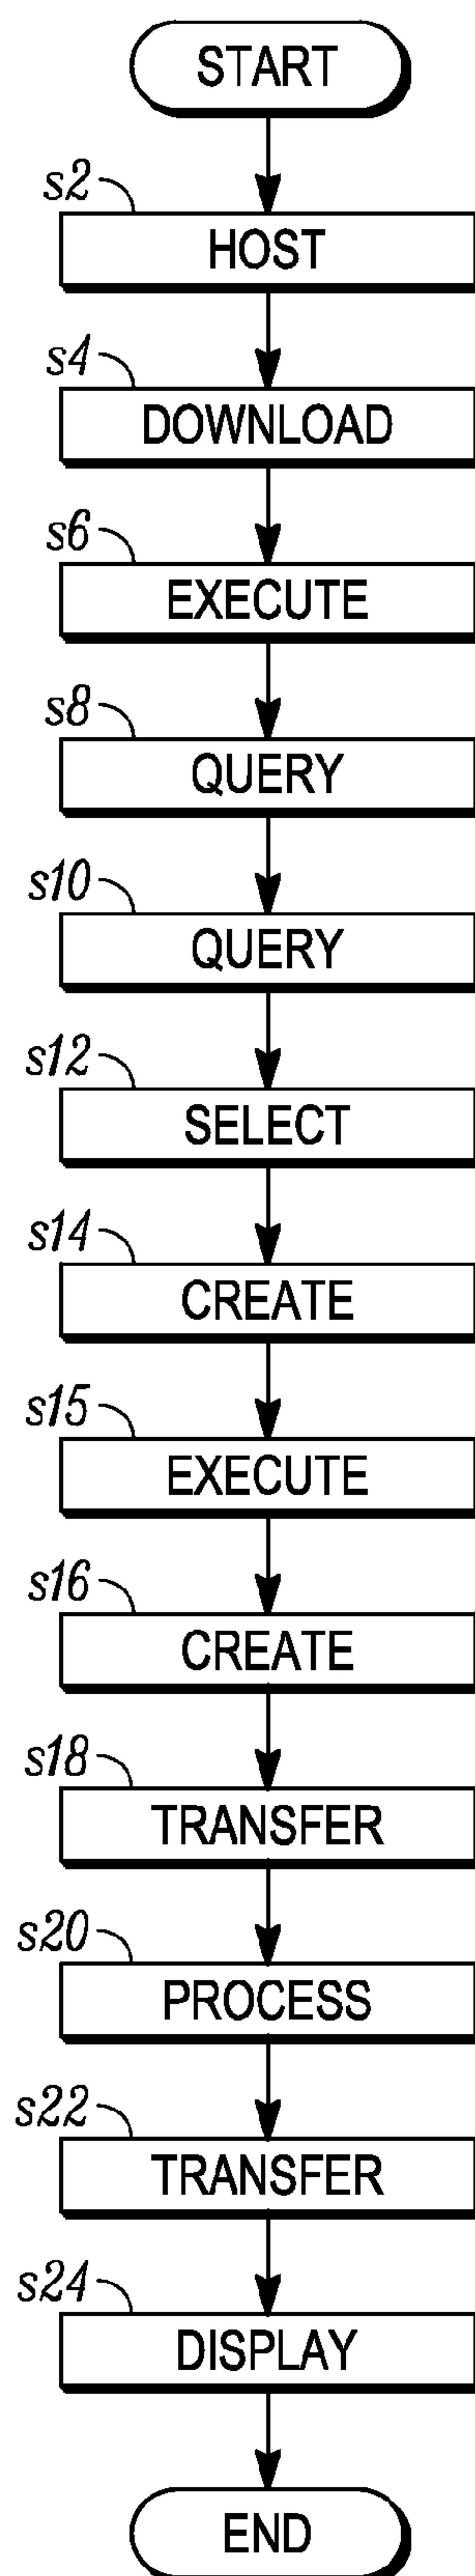 START
s2
HOST
s4
DOWNLOAD
s6
EXECUTE
s8
QUERY
s10
QUERY
s12
SELECT
s14
CREATE
s15
EXECUTE
s16
CREATE
s18
TRANSFER
s20
PROCESS
s22
TRANSFER
s24
DISPLAY
END